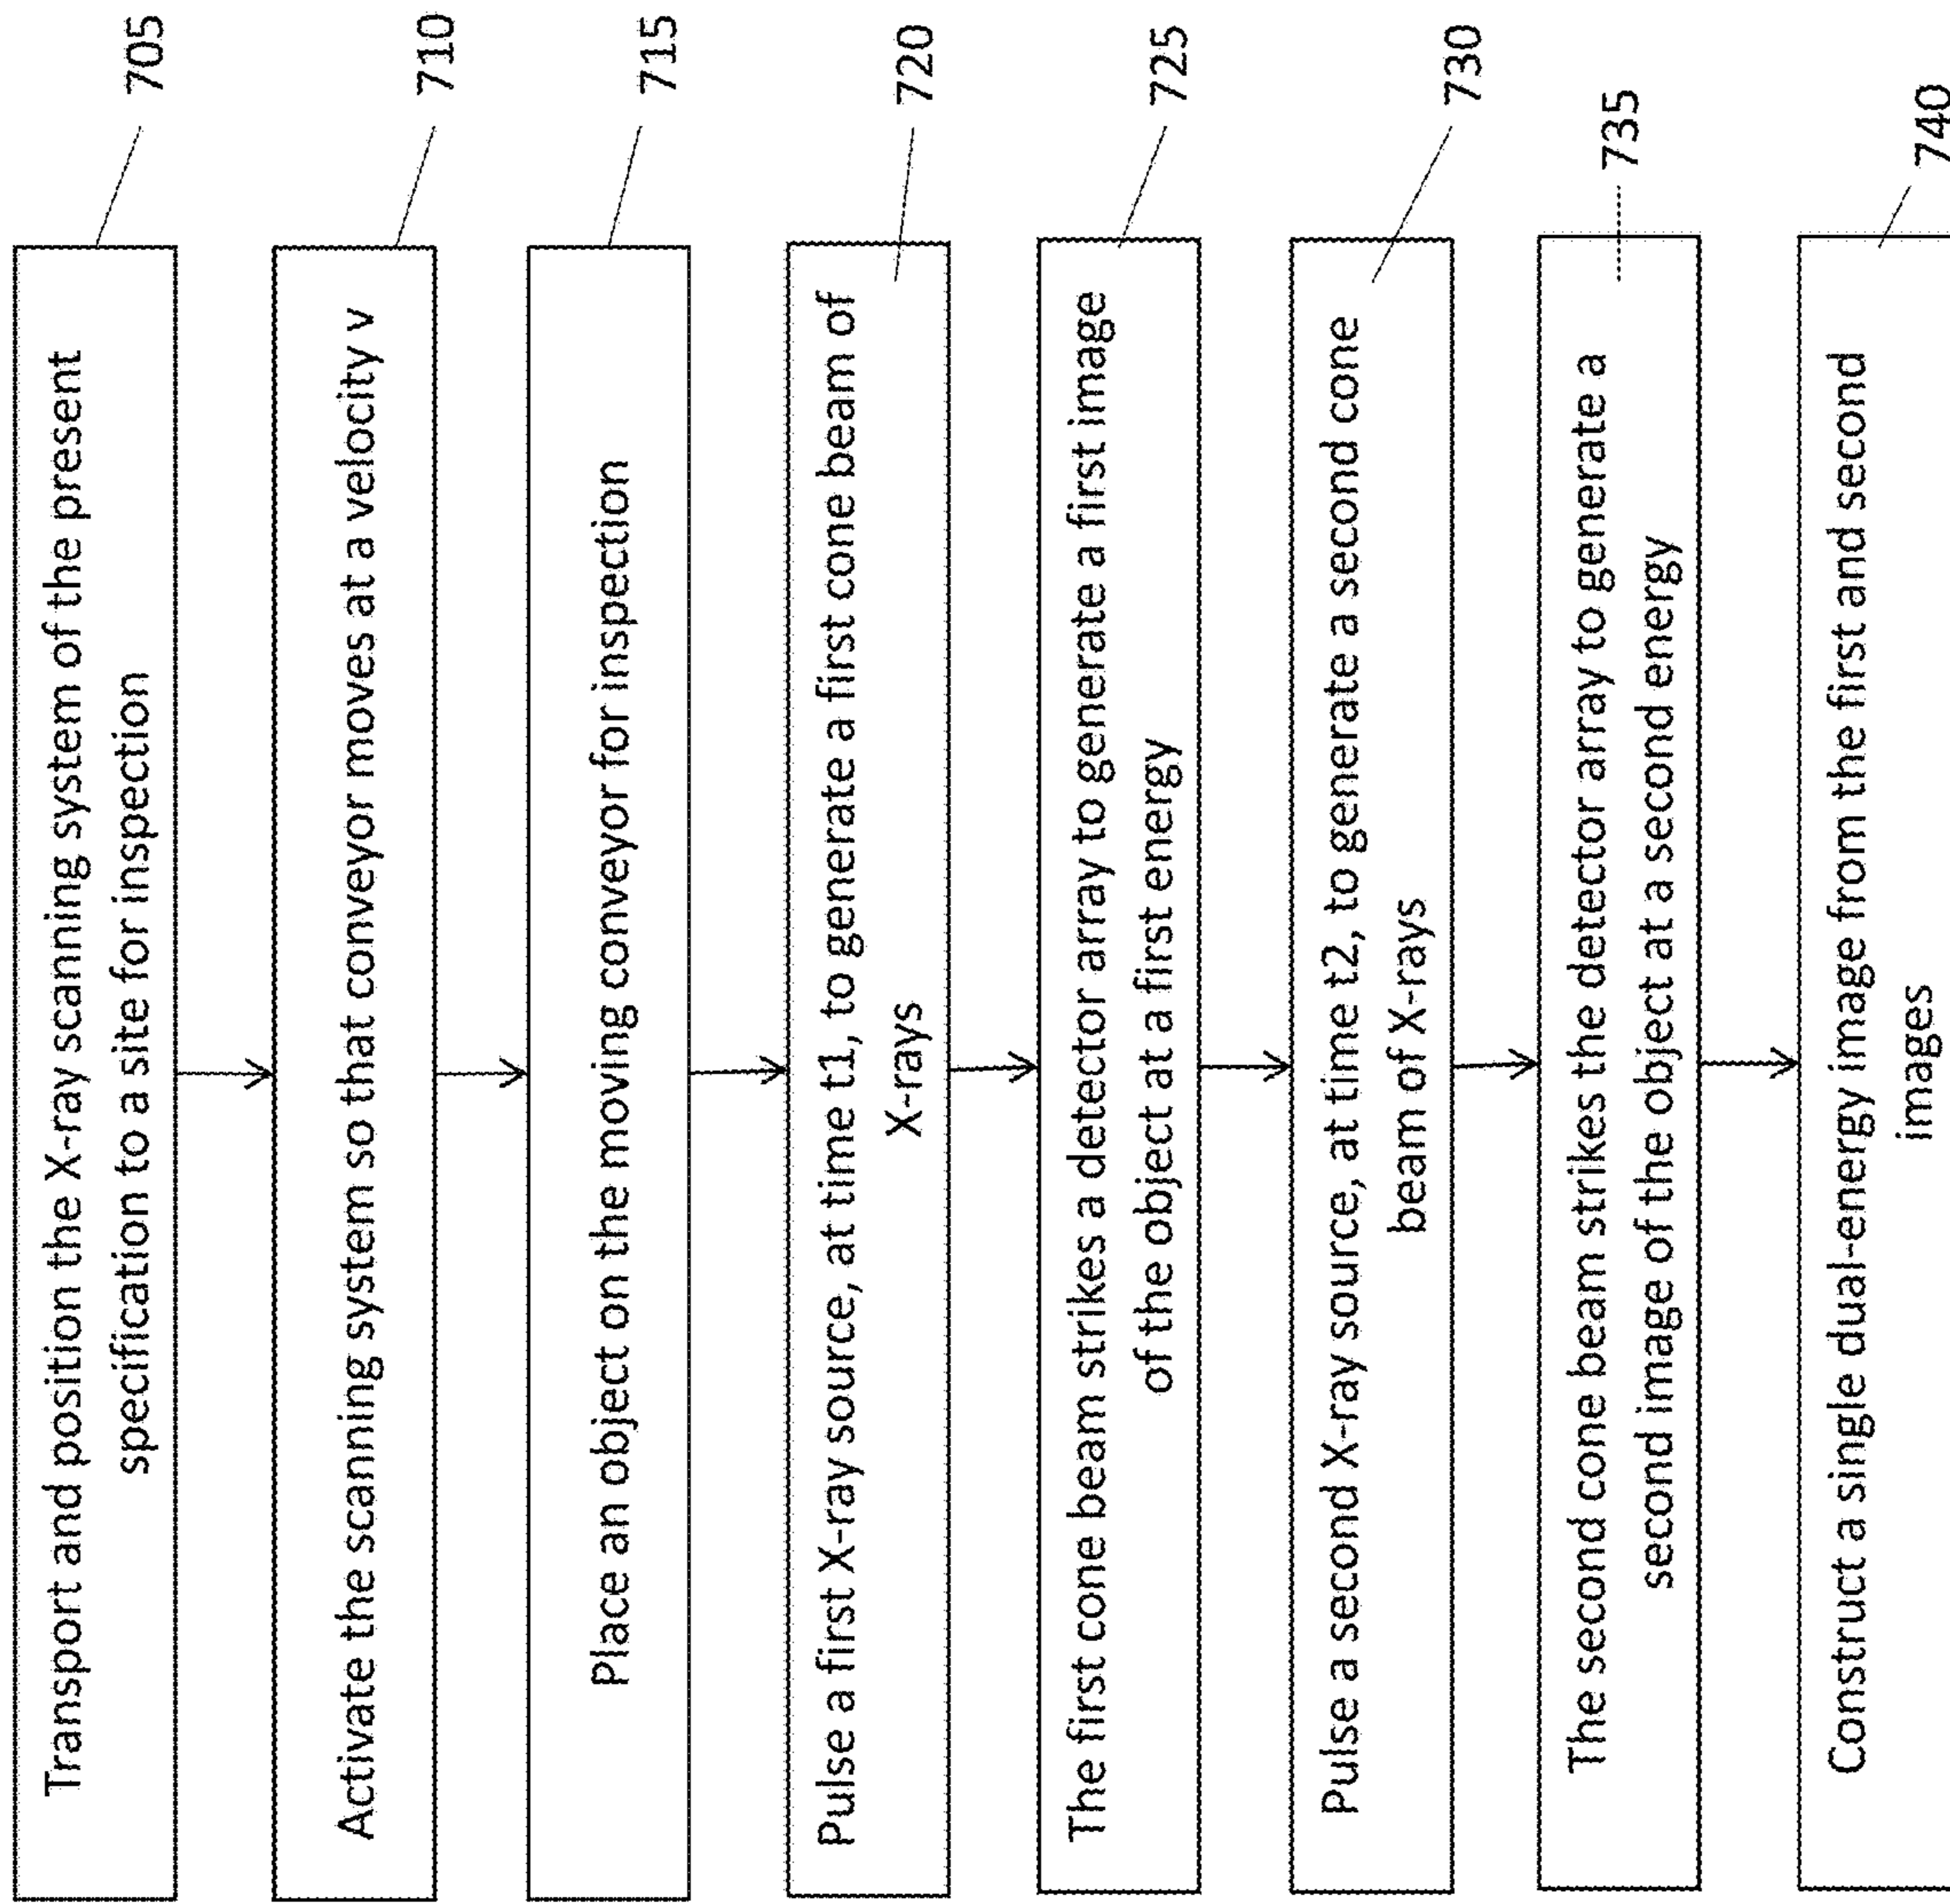 Transport and position the X-ray scanning system of the present
specification to a site for inspection
705
Activate the scanning system so that conveyor moves at a velocity v
710
Place an object on the moving conveyor for inspection
715
Pulse a first X-ray source, at time t1, to generate a first cone beam of
X-rays
720
The first cone beam strikes a detector array to generate a first image
of the object at a first energy
725
Pulse a second X-ray source, at time t2, to generate a second cone
beam of X-rays
730
The second cone beam strikes the detector array to generate a
second image of the object at a second energy
735
Construct a single dual-energy image from the first and second
images
740